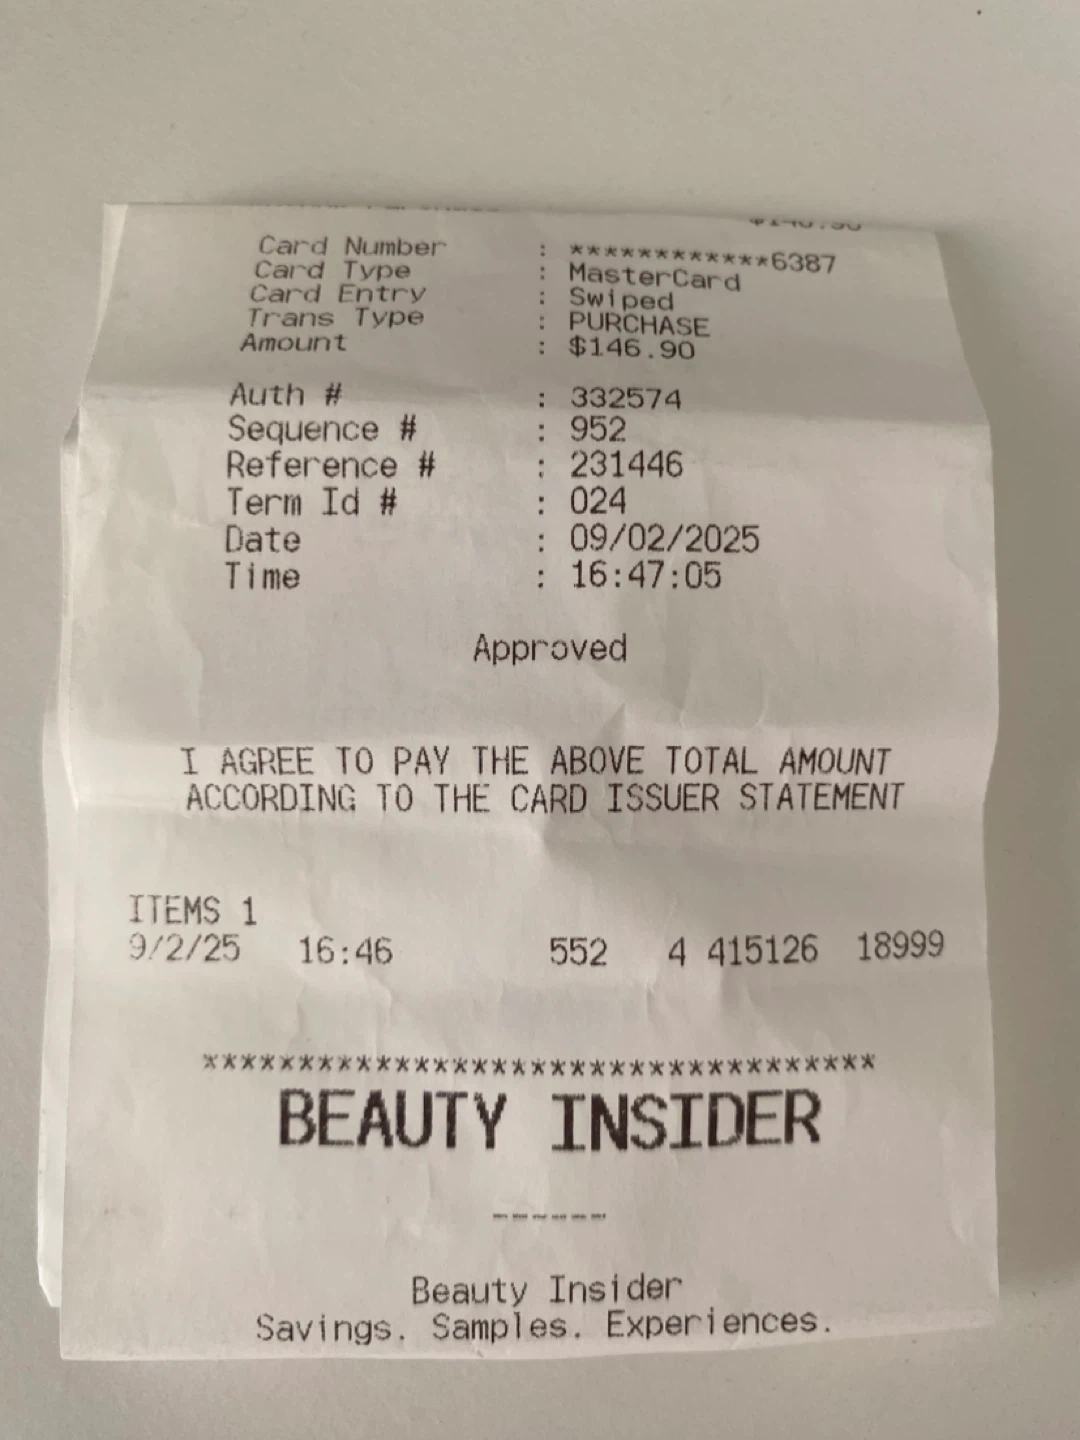 $146.90
Card Number : ************6387
Card Type : MasterCard
Card Entry : Swiped
Trans Type : PURCHASE
Amount : $146.90
Auth # : 332574
Sequence # : 952
Reference # : 231446
Term Id # : 024
Date : 09/02/2025
Time : 16:47:05
Approved
I AGREE TO PAY THE ABOVE TOTAL AMOUNT
ACCORDING TO THE CARD ISSUER STATEMENT
ITEMS 1
9/2/25 16:46 552 4 415126 18999
***********************************
BEAUTY INSIDER
------
Beauty Insider
Savings. Samples. Experiences.